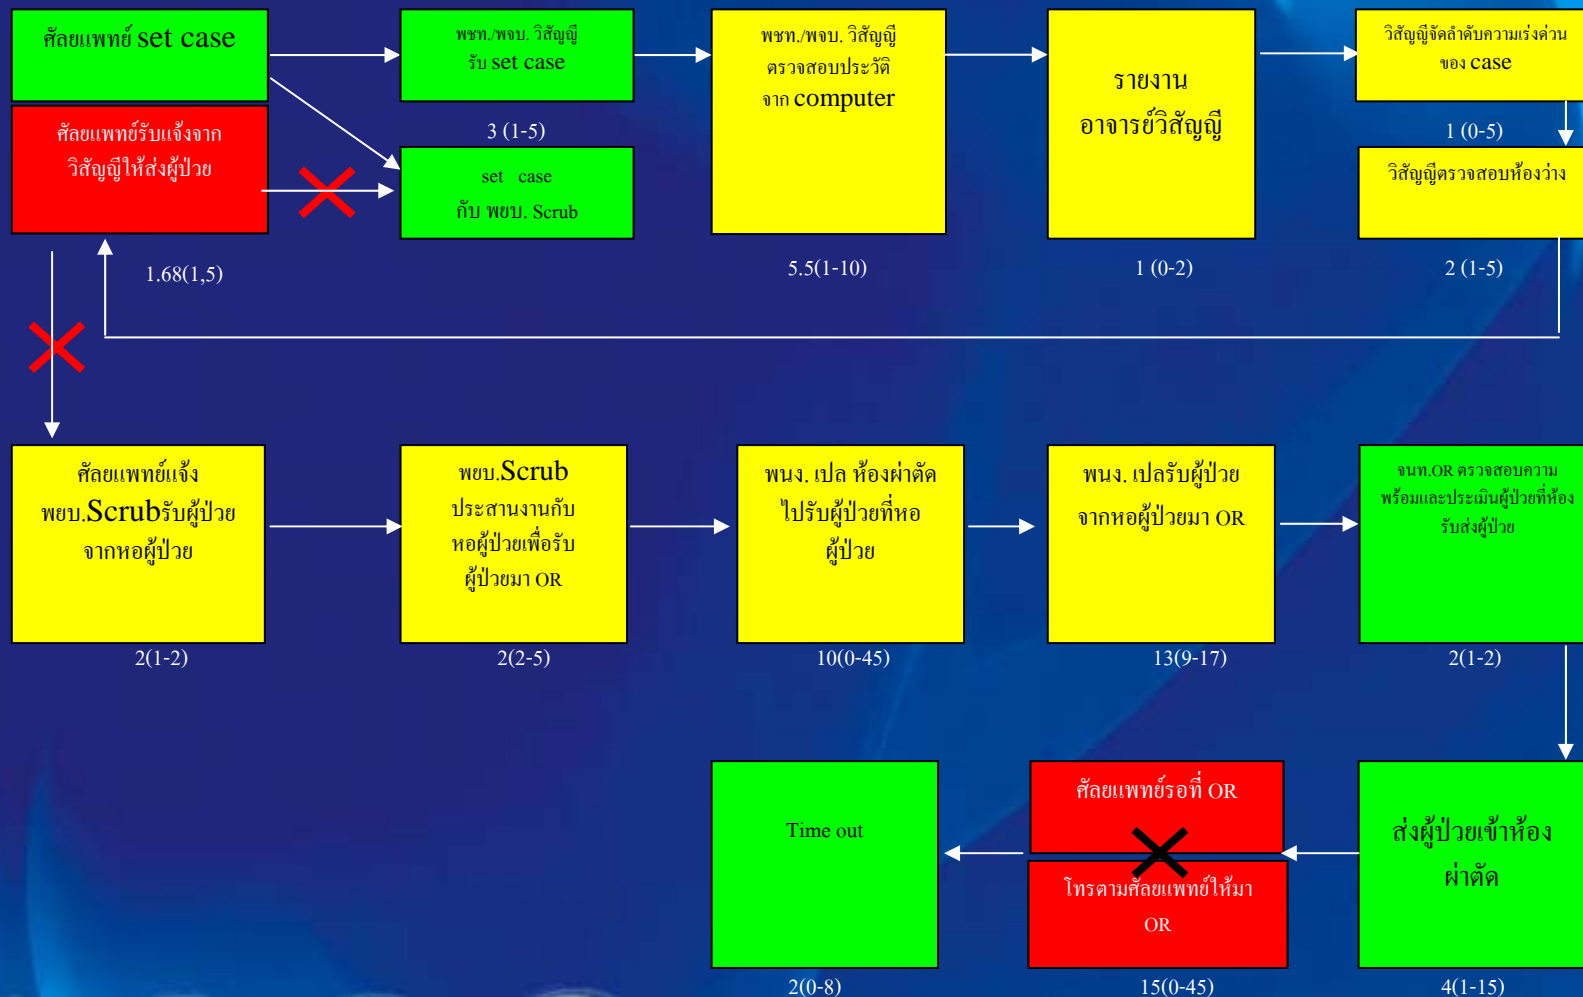 ศัลยแพทย์ set case
พชท./พจบ. วิสัญญี
รับ set case
3 (1-5)
พชท./พจบ. วิสัญญี
ตรวจสอบประวัติ
จาก computer
5.5(1-10)
รายงาน
อาจารย์วิสัญญี
1 (0-2)
วิสัญญีจัดลำดับความเร่งด่วน
ของ case
1 (0-5)
วิสัญญีตรวจสอบห้องว่าง
2 (1-5)
ศัลยแพทย์รับแจ้งจาก
วิสัญญีให้ส่งผู้ป่วย
1.68(1,5)
set case
กับ พยบ. Scrub
ศัลยแพทย์แจ้ง
พยบ.Scrubรับผู้ป่วย
จากหอผู้ป่วย
2(1-2)
พยบ.Scrub
ประสานงานกับ
หอผู้ป่วยเพื่อรับ
ผู้ป่วยมา OR
2(2-5)
พนง. เปล ห้องผ่าตัด
ไปรับผู้ป่วยที่หอ
ผู้ป่วย
10(0-45)
พนง. เปลรับผู้ป่วย
จากหอผู้ป่วยมา OR
13(9-17)
จนท.OR ตรวจสอบความ
พร้อมและประเมินผู้ป่วยที่ห้อง
รับส่งผู้ป่วย
2(1-2)
ส่งผู้ป่วยเข้าห้อง
ผ่าตัด
4(1-15)
ศัลยแพทย์รอที่ OR
โทรตามศัลยแพทย์ให้มา
OR
15(0-45)
Time out
2(0-8)